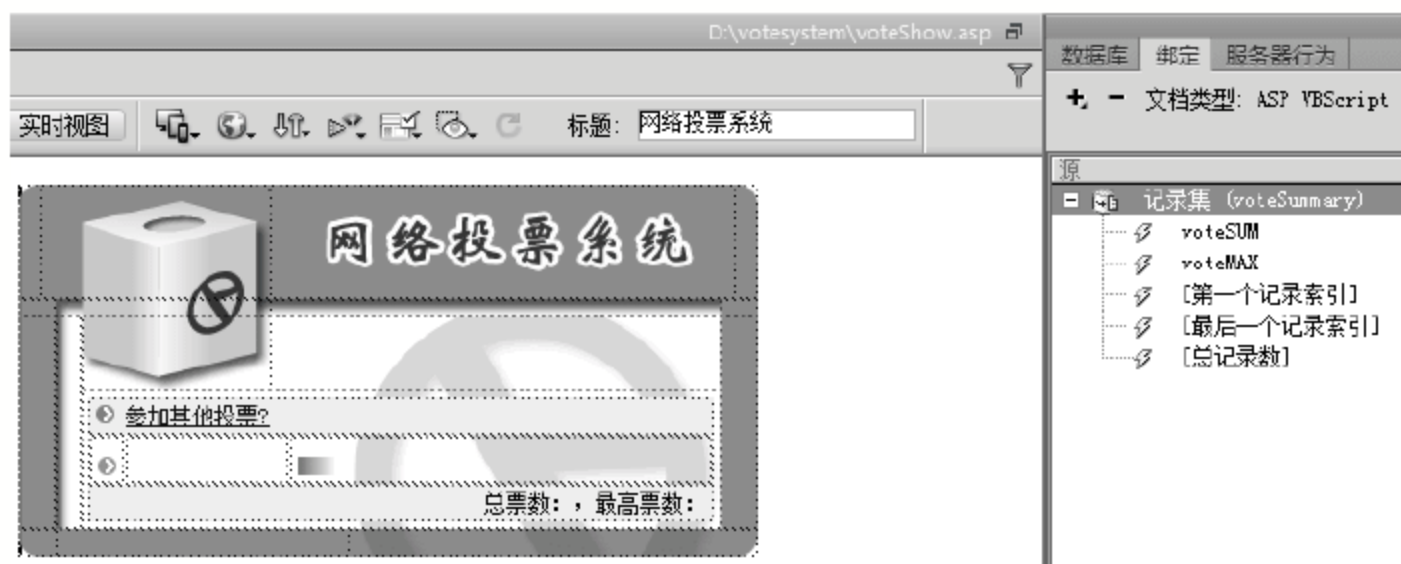 D:\votesystem\voteShow.asp
实时视图
标题: 网络投票系统
网络投票系统
参加其他投票?
总票数: ，最高票数:
数据库 绑定 服务器行为
文档类型: ASP VBScript
源
记录集 (voteSummary)
voteSUM
voteMAX
[第一个记录索引]
[最后一个记录索引]
[总记录数]